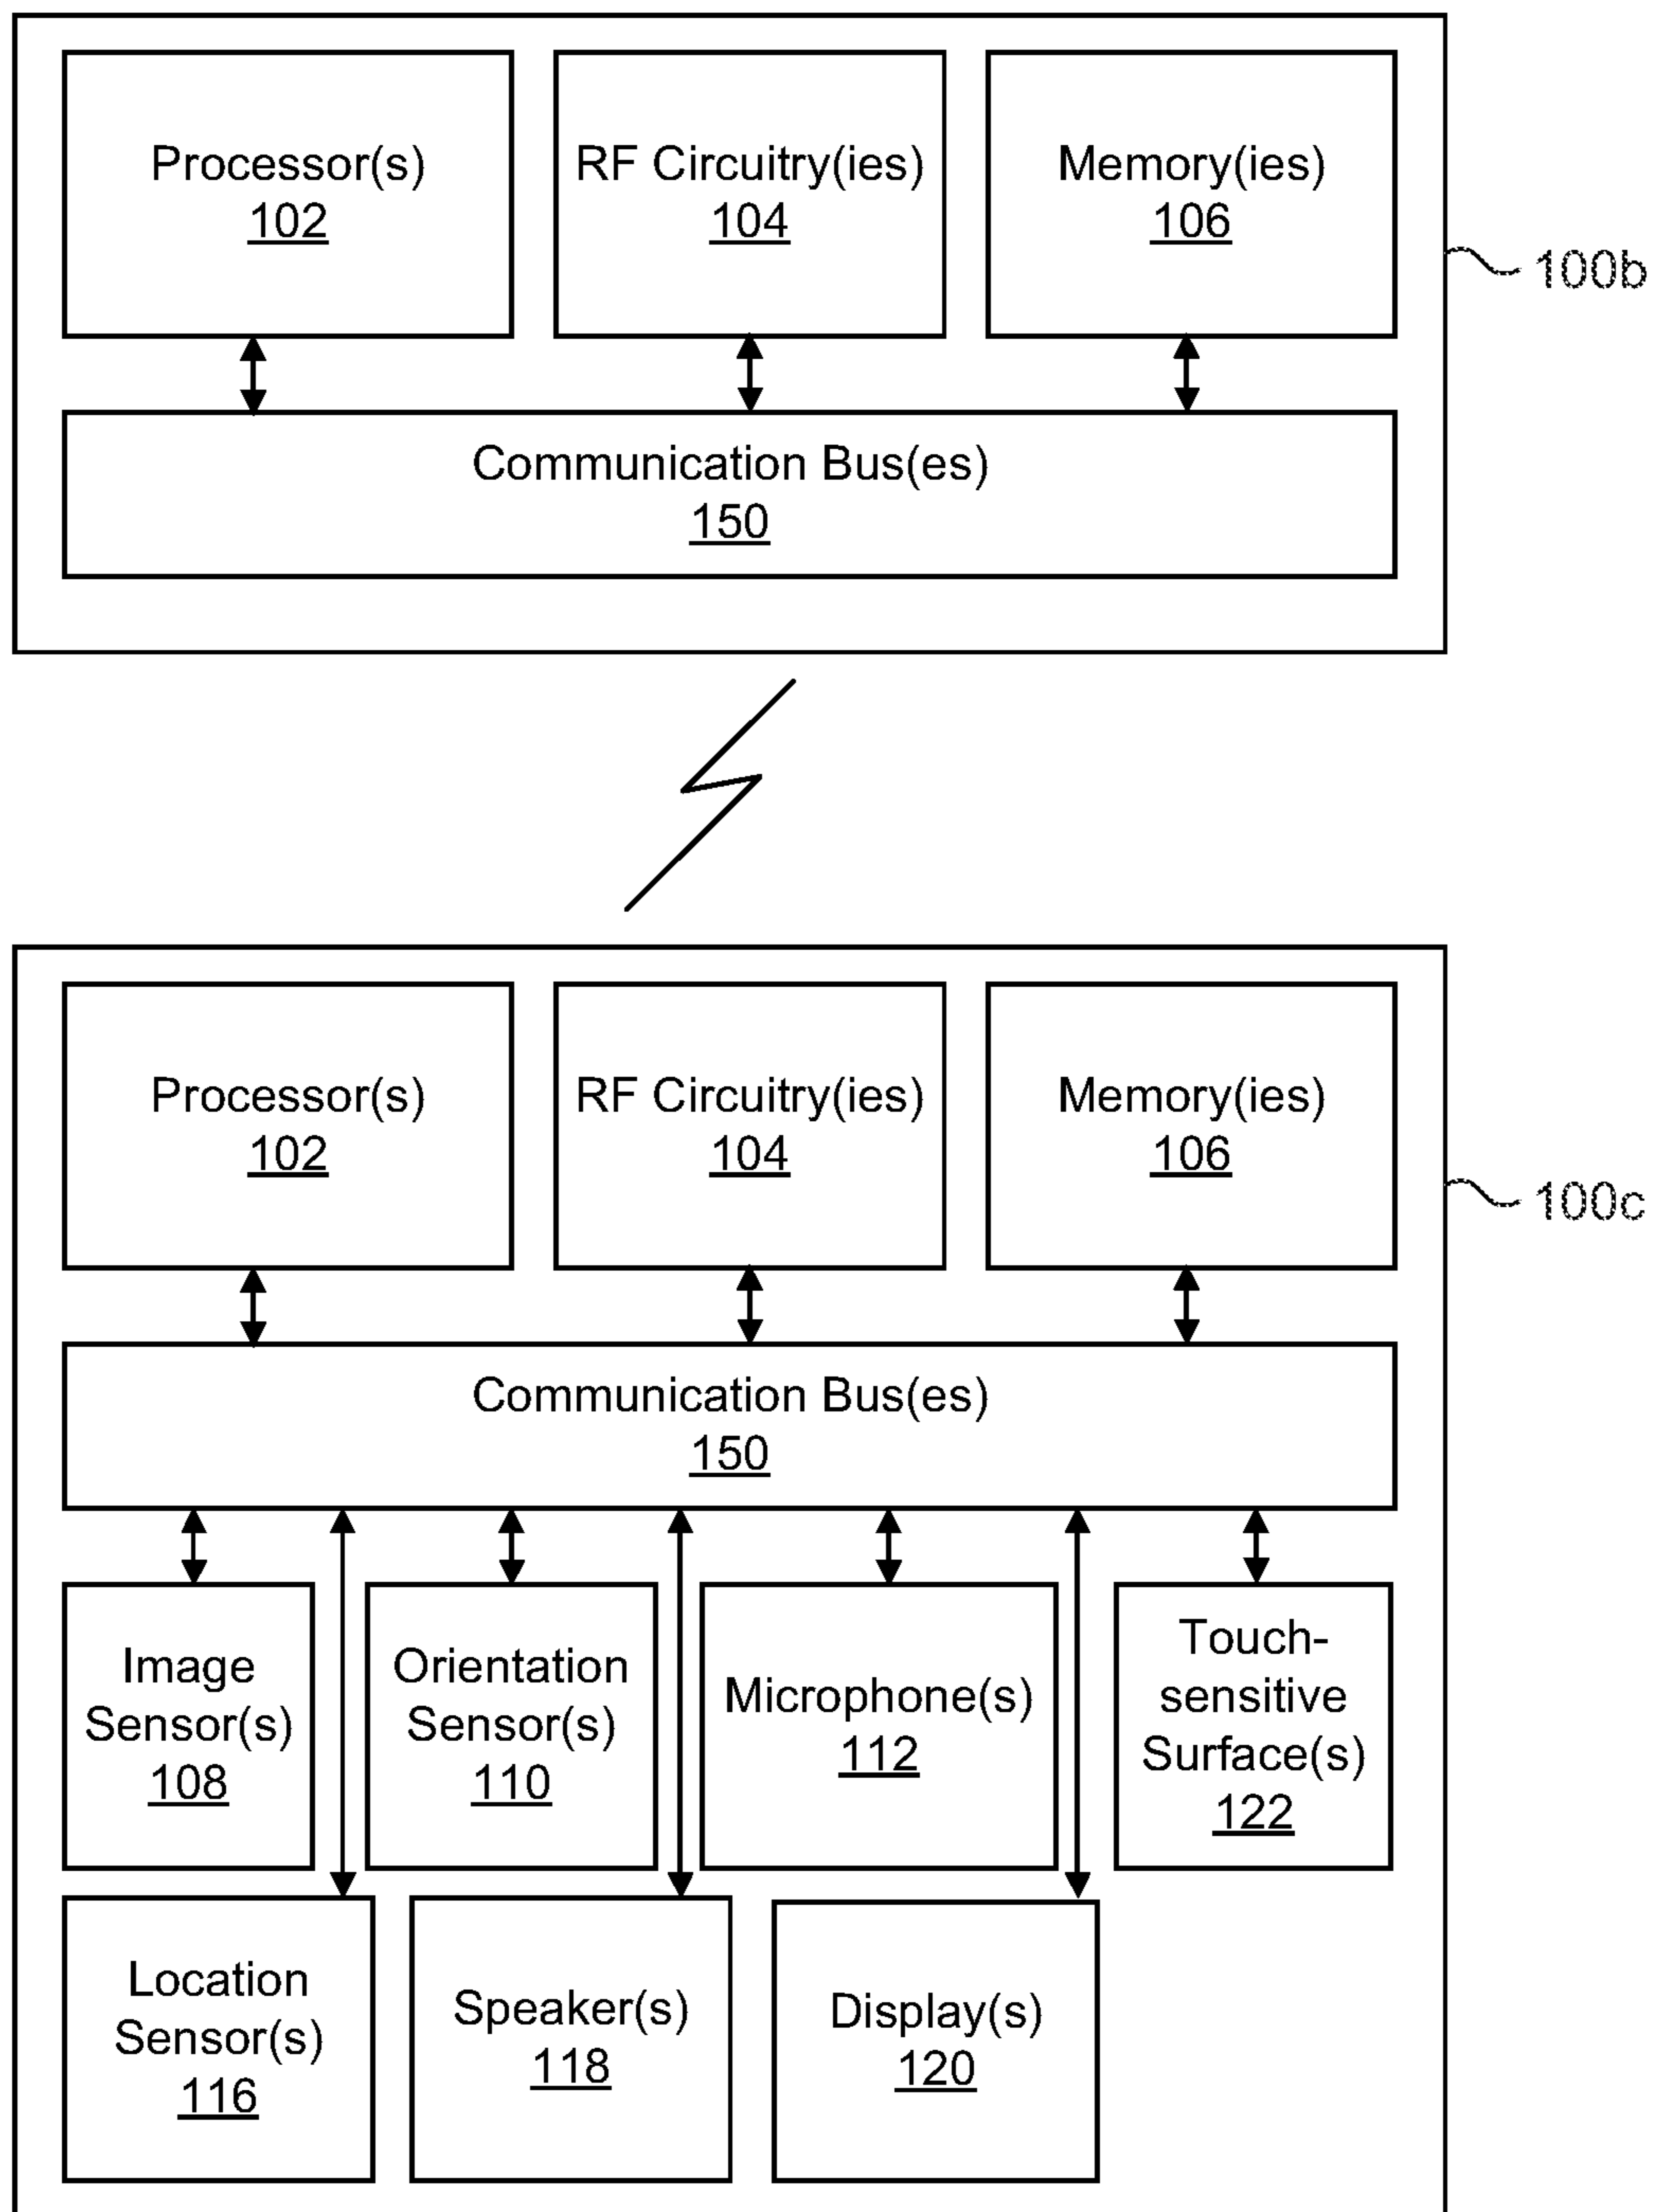 Processor(s)
102
RF Circuitry(ies)
104
Memory(ies)
106
100b
Communication Bus(es)
150
Processor(s)
102
RF Circuitry(ies)
104
Memory(ies)
106
100c
Communication Bus(es)
150
Image
Sensor(s)
108
Orientation
Sensor(s)
110
Microphone(s)
112
Touch-
sensitive
Surface(s)
122
Location
Sensor(s)
116
Speaker(s)
118
Display(s)
120